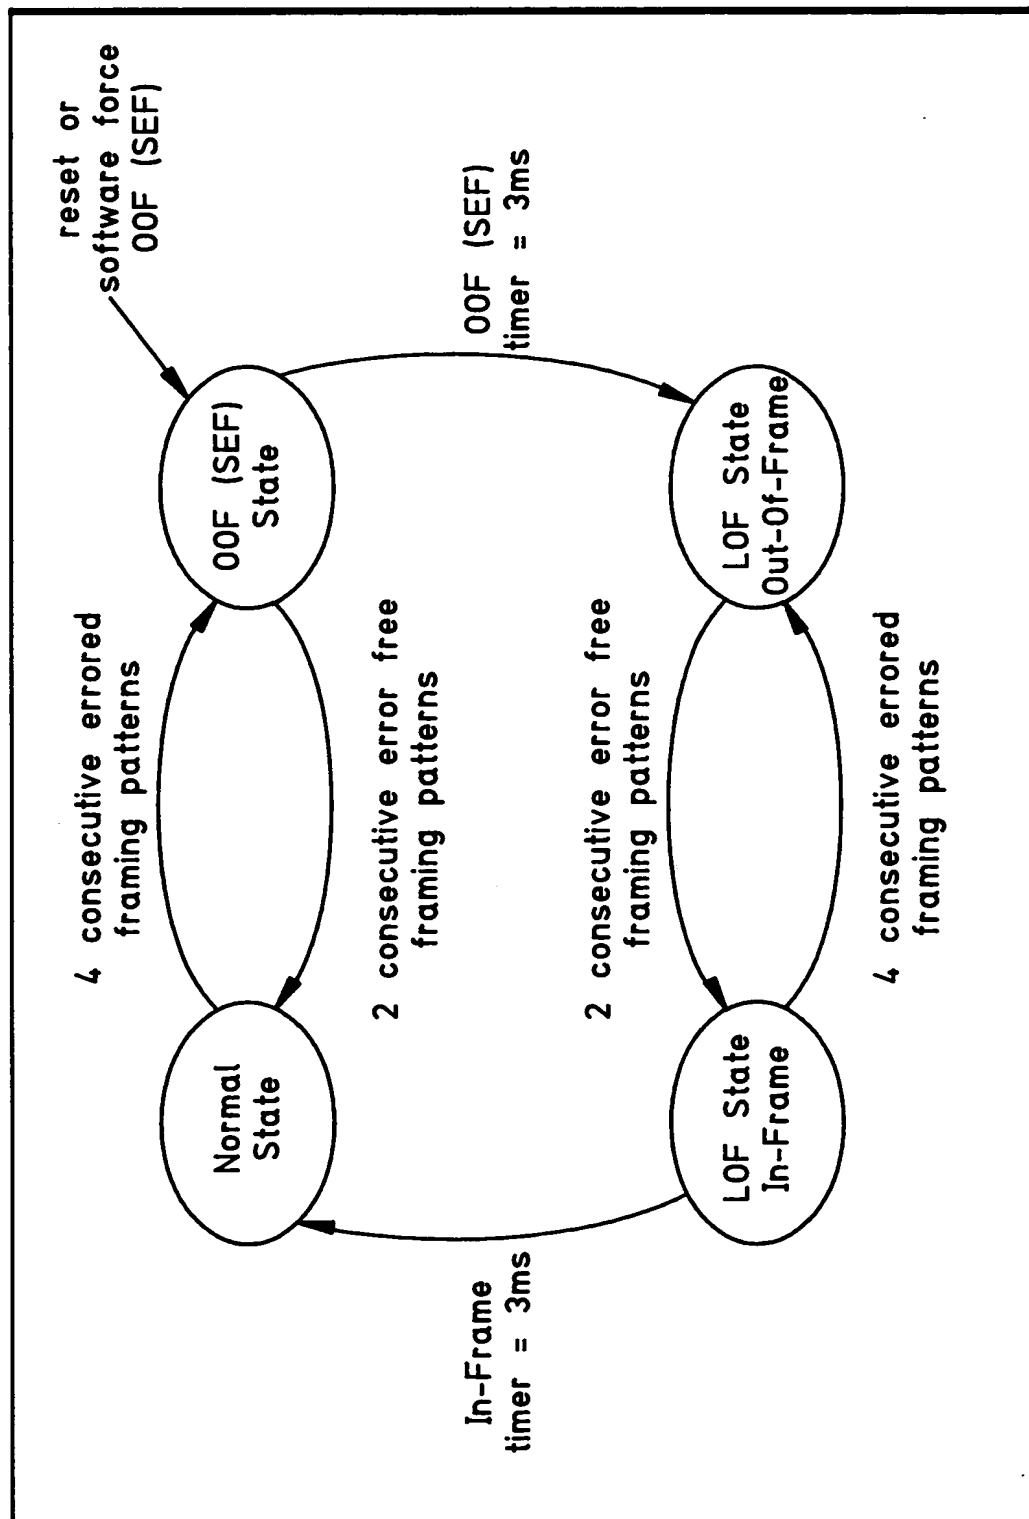 reset or
software force
OOF (SEF)
4 consecutive errored
framing patterns
Normal
State
OOF (SEF)
State
2 consecutive error free
framing patterns
In-Frame
timer = 3ms
OOF (SEF)
timer = 3ms
2 consecutive error free
framing patterns
LOF State
In-Frame
LOF State
Out-Of-Frame
4 consecutive errored
framing patterns